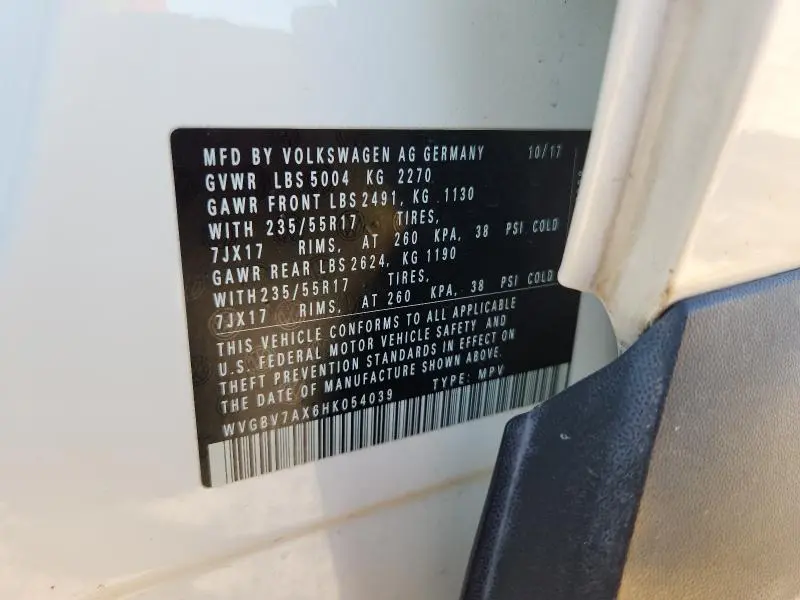 MFD BY VOLKSWAGEN AG GERMANY 10/17
GVWR LBS 5004 KG 2270
GAWR FRONT LBS 2491, KG 1130
WITH 235/55R17 TIRES,
7JX17 RIMS, AT 260 KPA, 38 PSI COLD
GAWR REAR LBS 2624, KG 1190
WITH 235/55R17 TIRES,
7JX17 RIMS, AT 260 KPA, 38 PSI COLD
THIS VEHICLE CONFORMS TO ALL APPLICABLE
U.S. FEDERAL MOTOR VEHICLE SAFETY AND
THEFT PREVENTION STANDARDS IN EFFECT ON
THE DATE OF MANUFACTURE SHOWN ABOVE.
WVGBV7AX6HK054039 TYPE: MPV